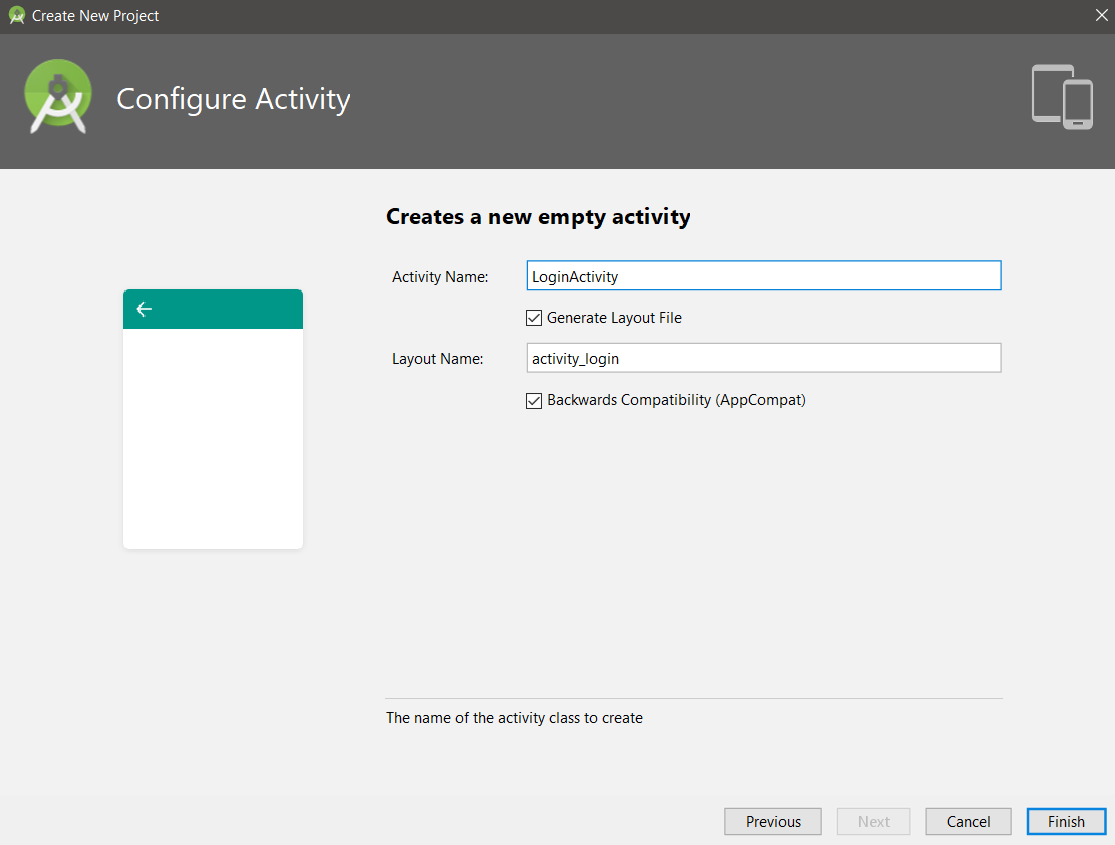 Create New Project
Configure Activity
Creates a new empty activity
Activity Name: LoginActivity
Generate Layout File
Layout Name: activity_login
Backwards Compatibility (AppCompat)
The name of the activity class to create
Previous Next Cancel Finish